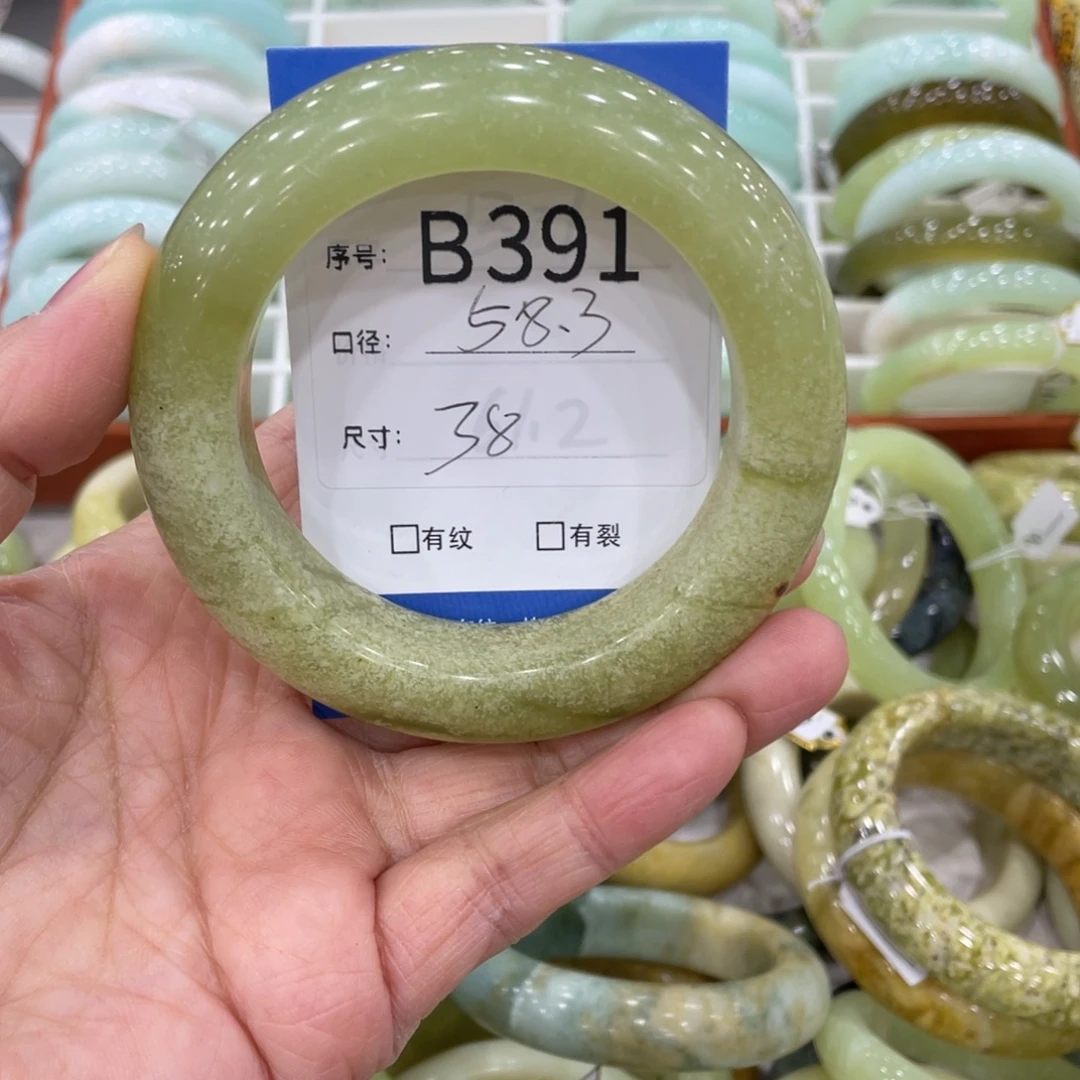 序号: B391
口径: 58.3
尺寸: 38
□有纹 □有裂